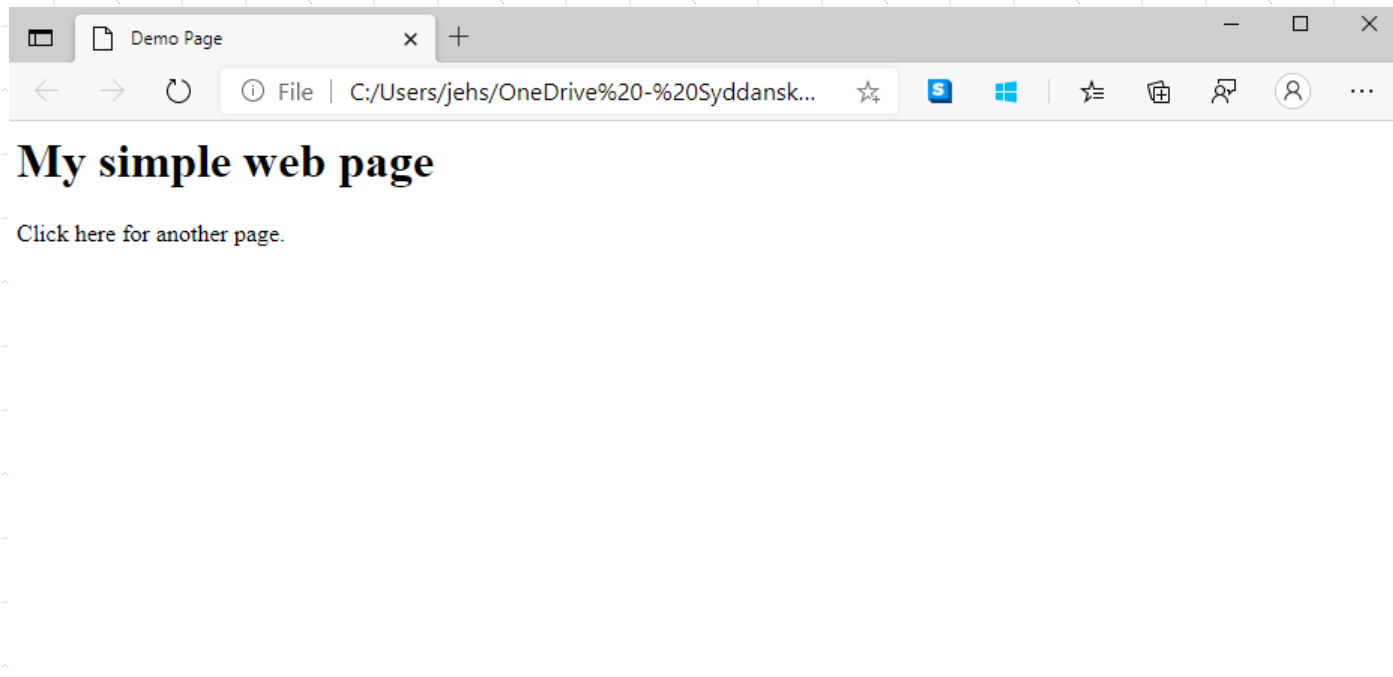 Demo Page
File C:/Users/jehs/OneDrive%20-%20Syddansk...
S
My simple web page
Click here for another page.